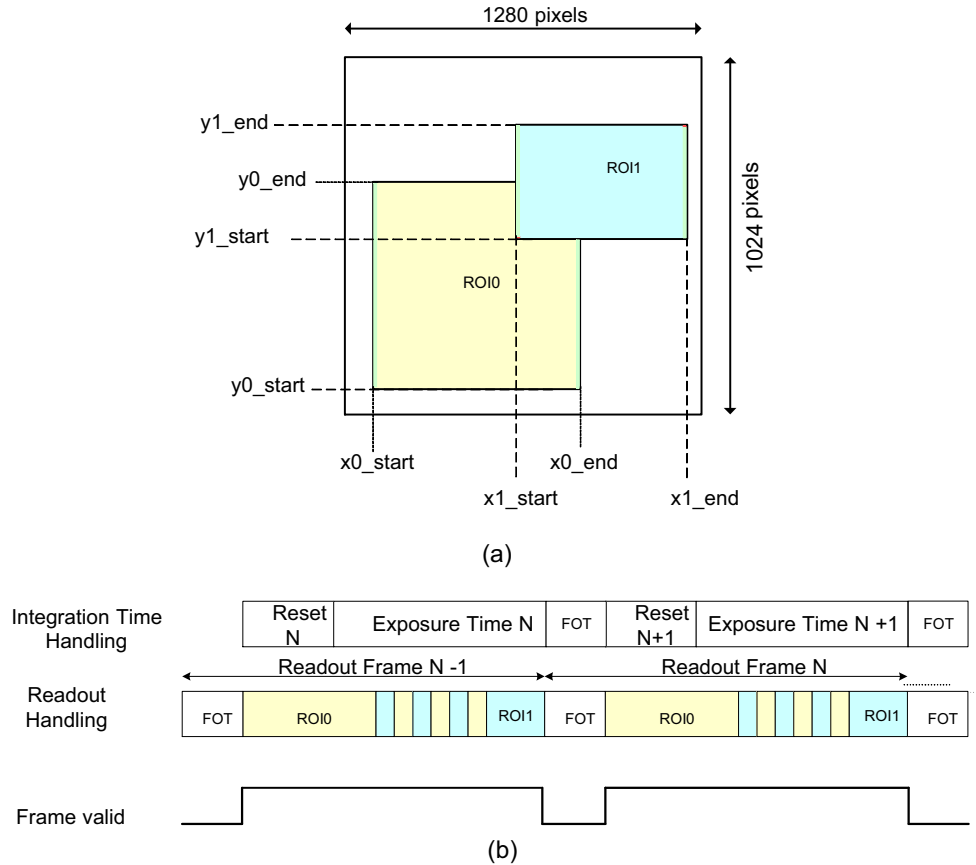 1280 pixels
y1_end
ROI1
y0_end
1024 pixels
y1_start
ROI0
y0_start
x0_start
x0_end
x1_start
x1_end
(a)
Integration Time
Handling
Reset
N
Exposure Time N
FOT
Reset
N+1
Exposure Time N +1
FOT
Readout Frame N -1
Readout Frame N
Readout
Handling
FOT
ROI0
ROI1
FOT
ROI0
ROI1
FOT
Frame valid
(b)